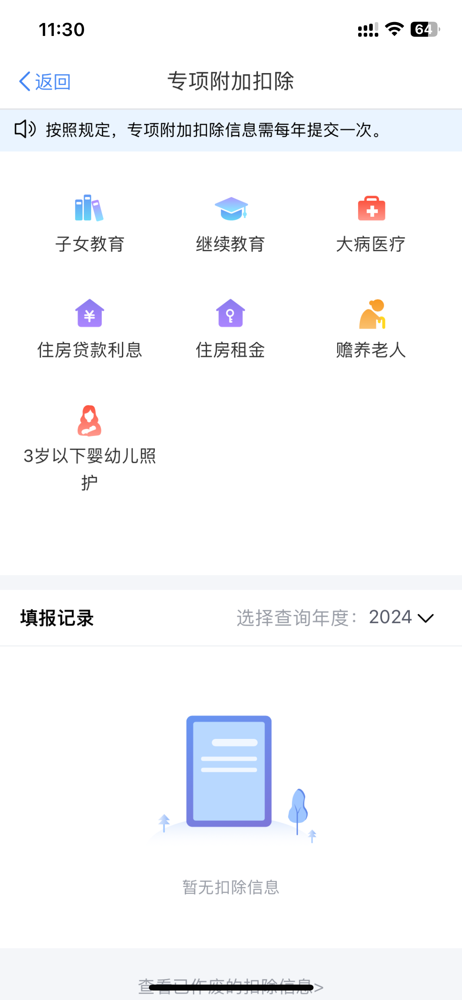 11:30
64
返回
专项附加扣除
按照规定，专项附加扣除信息需每年提交一次。
子女教育
继续教育
大病医疗
住房贷款利息
住房租金
赡养老人
3岁以下婴幼儿照
护
填报记录
选择查询年度：2024
暂无扣除信息
查看已作废的扣除信息>